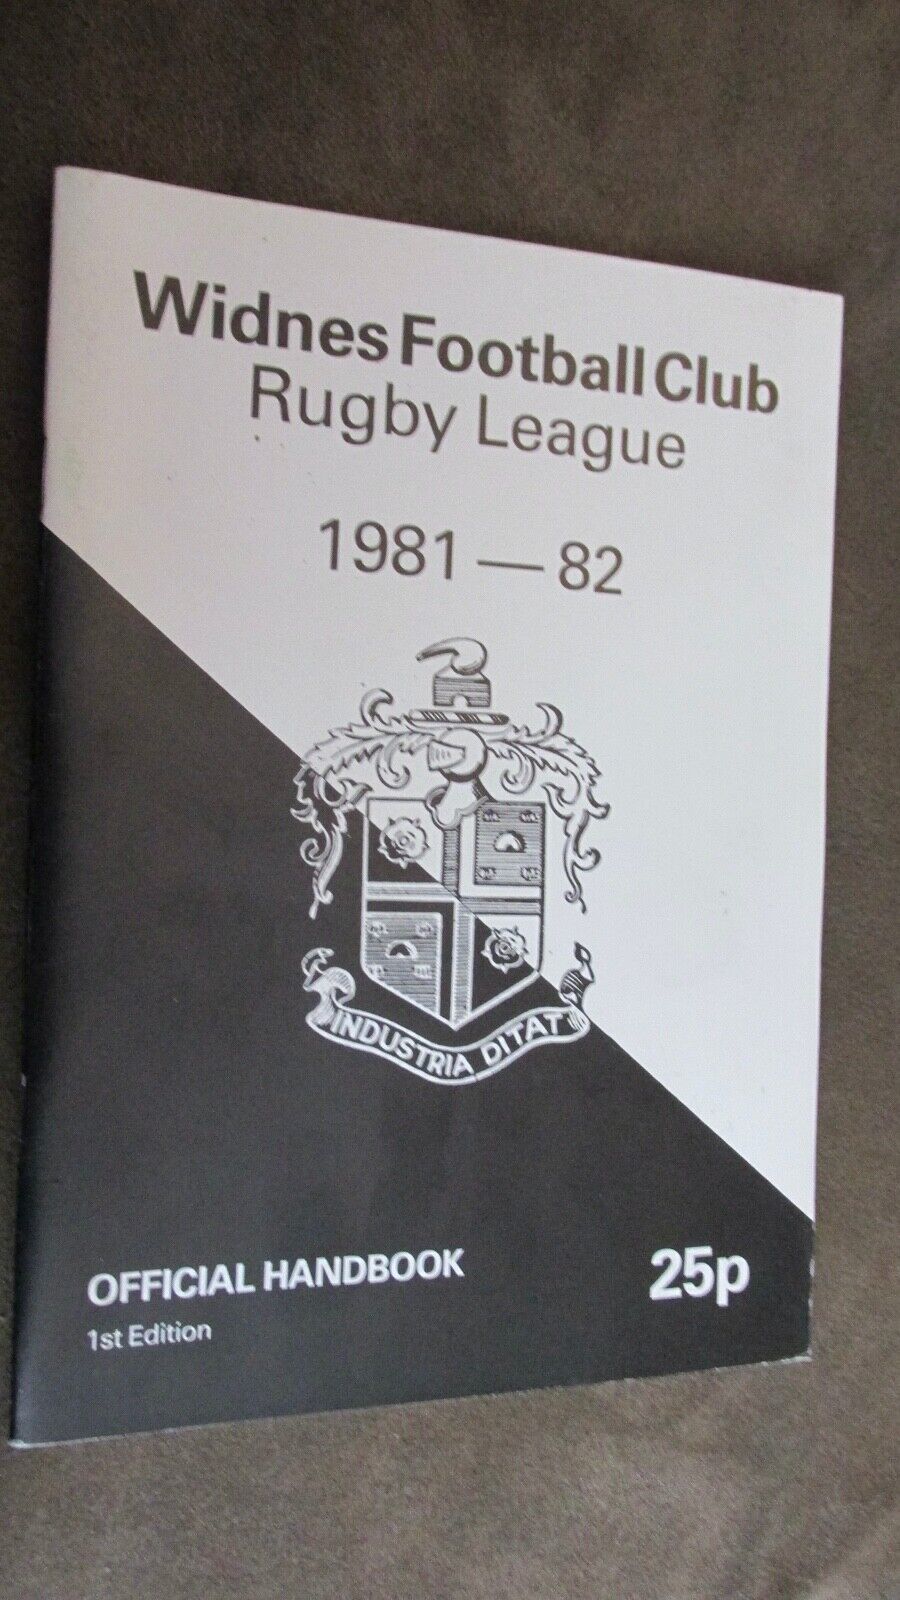 Widnes Football Club
Rugby League
1981 — 82
INDUSTRIA DITAT
OFFICIAL HANDBOOK
25p
1st Edition